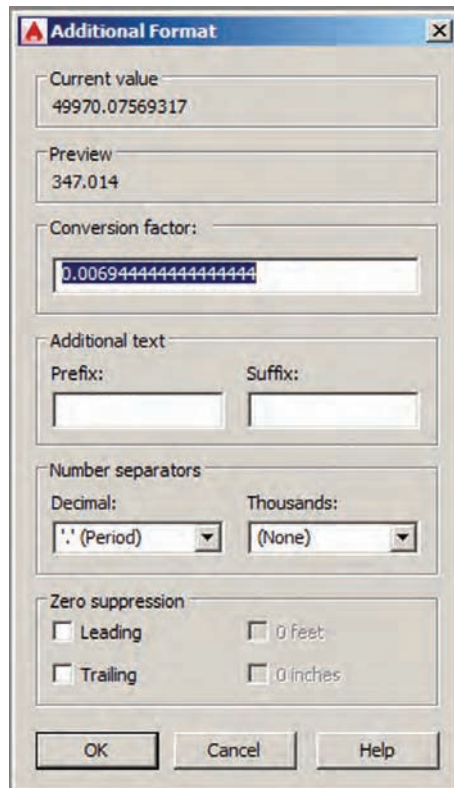 Additional Format
Current value
49970.07569317
Preview
347.014
Conversion factor:
0.006944444444444444
Additional text
Prefix: Suffix:
Number separators
Decimal: Thousands:
'.' (Period) (None)
Zero suppression
Leading 0 feet
Trailing 0 inches
OK Cancel Help